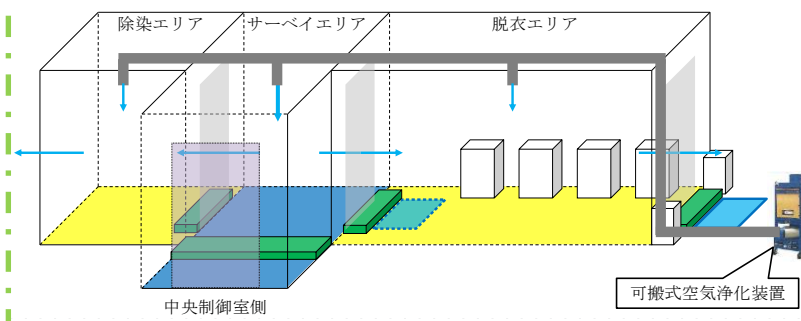 除染エリア
サーベイエリア
脱衣エリア
中央制御室側
可搬式空気浄化装置